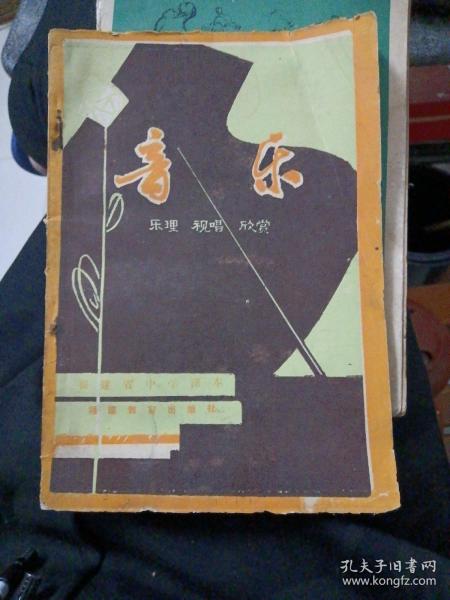 音乐
乐理 视唱 欣赏
福建省中学课本
福建教育出版社
孔夫子旧书网
www.kongfz.com